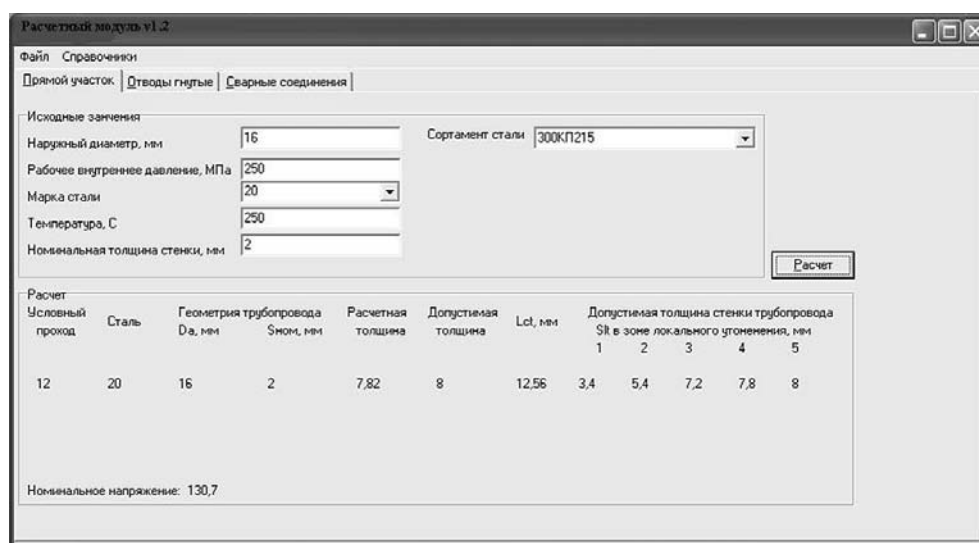 Расчетный модуль v1.2
Файл Справочники
Прямой участок Отводы гнутые Сварные соединения
Исходные занчения
Наружный диаметр, мм 16 Сортамент стали 300КП215
Рабочее внутреннее давление, МПа 250
Марка стали 20
Температура, С 250
Номинальная толщина стенки, мм 2
Расчет
Расчет
Условный Геометрия трубопровода Расчетная Допустимая Допустимая толщина стенки трубопровода
проход Сталь Da, мм Sном, мм толщина толщина Lct, мм Slt в зоне локального утоненения, мм
1 2 3 4 5
12 20 16 2 7,82 8 12,56 3,4 5,4 7,2 7,8 8
Номинальное напряжение: 130,7